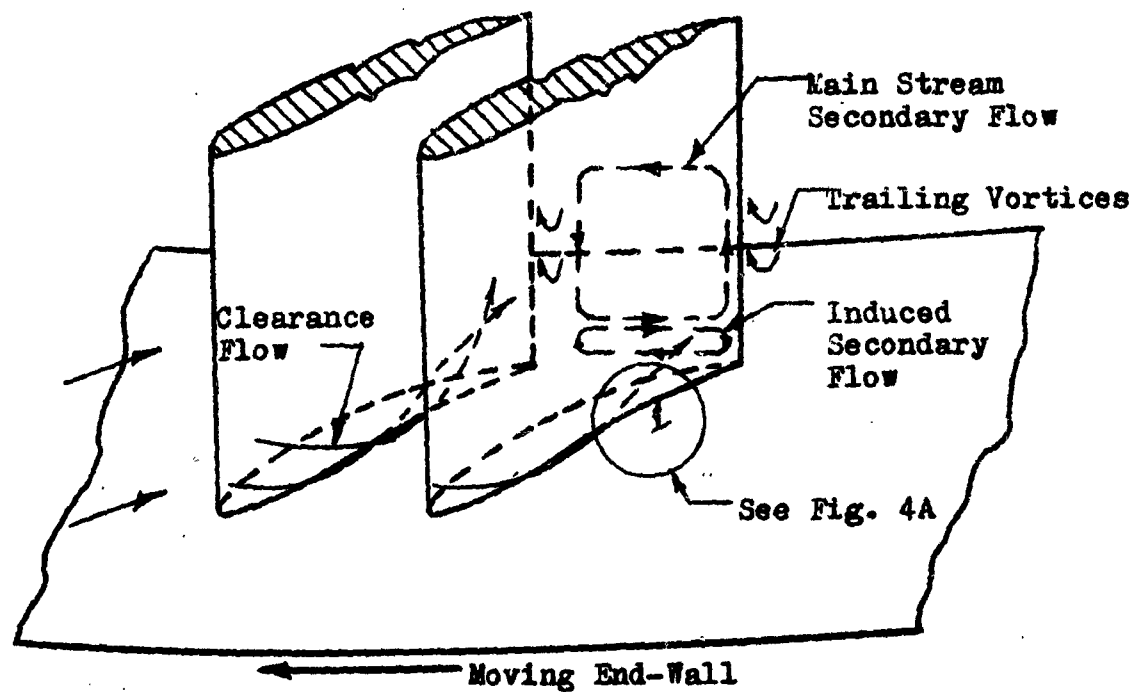 Main Stream
Secondary Flow
Trailing Vortices
Clearance
Flow
Induced
Secondary
Flow
See Fig. 4A
Moving End-Wall